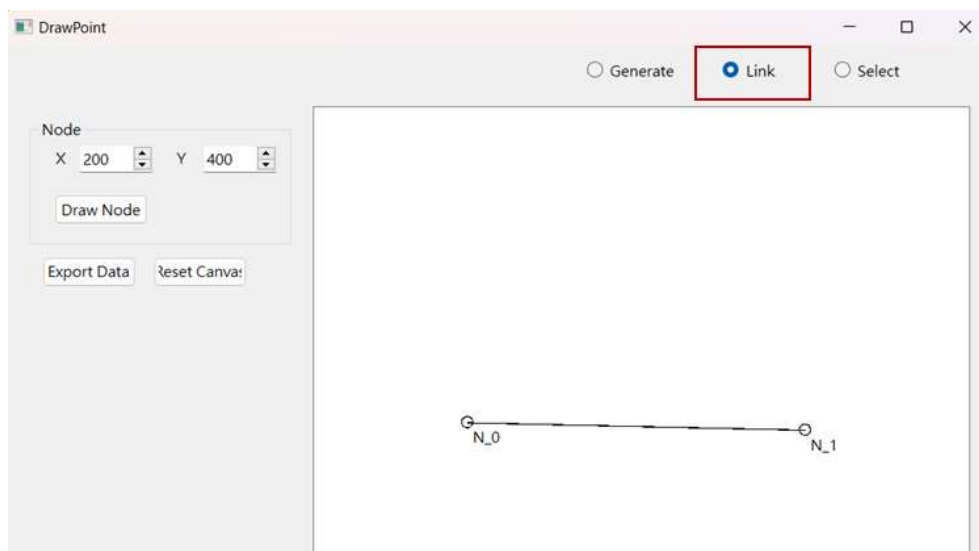 DrawPoint
Generate Link Select
Node
X 200 Y 400
Draw Node
Export Data Reset Canvas
N_0
N_1